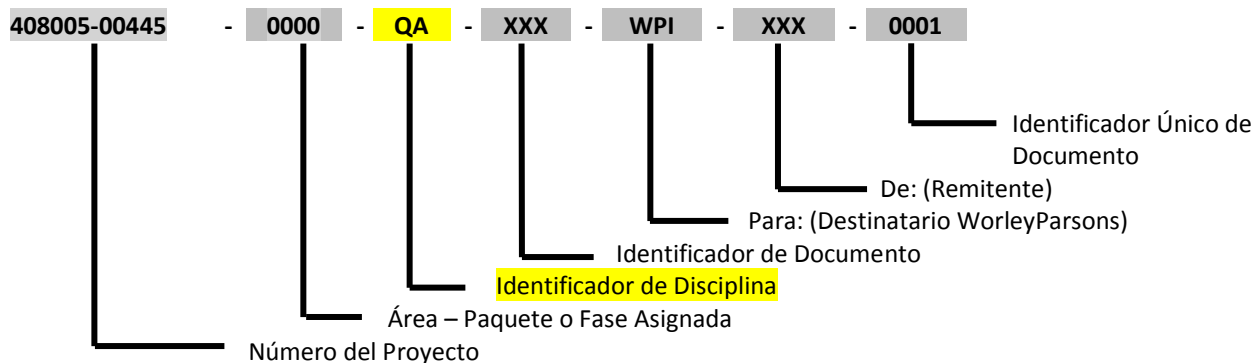 408005-00445 - 0000 - QA - XXX - WPI - XXX - 0001
Identificador Único de
Documento
De: (Remitente)
Para: (Destinatario WorleyParsons)
Identificador de Documento
Identificador de Disciplina
Área – Paquete o Fase Asignada
Número del Proyecto